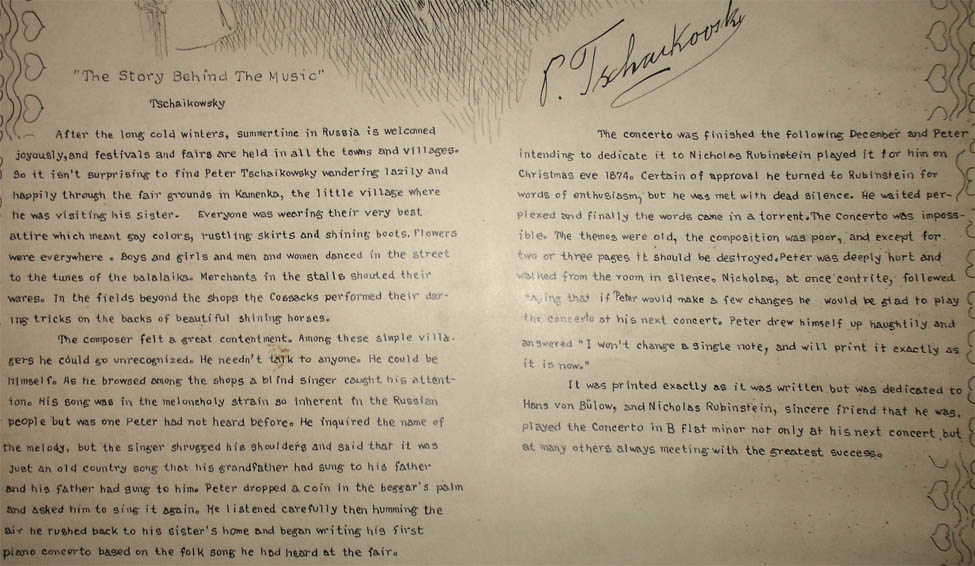 "The Story Behind The Music"
Tschaikowsky
After the long cold winters, summertime in Russia is welcomed
joyously, and festivals and fairs are held in all the towns and villages.
So it isn't surprising to find Peter Tschaikowsky wandering lazily and
happily through the fair grounds in Kamenka, the little village where
he was visiting his sister. Everyone was wearing their very best
attire which meant gay colors, rustling skirts and shining boots. Flowers
were everywhere. Boys and girls and men and women danced in the street
to the tunes of the balalaika. Merchants in the stalls shouted their
wares. In the fields beyond the shops the Cossacks performed their dar-
ing tricks on the backs of beautiful shining horses.
The composer felt a great contentment. Among these simple villa-
gers he could go unrecognized. He needn't talk to anyone. He could be
himself. As he browsed among the shops a blind singer caught his attent-
ion. His song was in the meloncholy strain so inherent in the Russian
people but was one Peter had not heard before. He inquired the name of
the melody, but the singer shrugged his shoulders and said that it was
just an old country song that his grandfather had sung to his father
and his father had sung to him. Peter dropped a coin in the beggar's palm
and asked him to sing it again. He listened carefully then humming the
air he rushed back to his sister's home and began writing his first
piano concerto based on the folk song he had heard at the fair.
P. Tschaikovsky
The concerto was finished the following December and Peter
intending to dedicate it to Nicholas Rubinstein played it for him on
Christmas eve 1874. Certain of approval he turned to Rubinstein for
words of enthusiasm, but he was met with dead silence. He waited per-
plexed and finally the words came in a torrent. The Concerto was imposs-
ible. The themes were old, the composition was poor, and except for
two or three pages it should be destroyed. Peter was deeply hurt and
walked from the room in silence. Nicholas, at once contrite, followed
saying that if Peter would make a few changes he would be glad to play
the concerto at his next concert. Peter drew himself up haughtily and
answered "I won't change a single note, and will print it exactly as
it is now."
It was printed exactly as it was written but was dedicated to
Hans von Bülow, and Nicholas Rubinstein, sincere friend that he was,
played the Concerto in B flat minor not only at his next concert but
at many others always meeting with the greatest success.